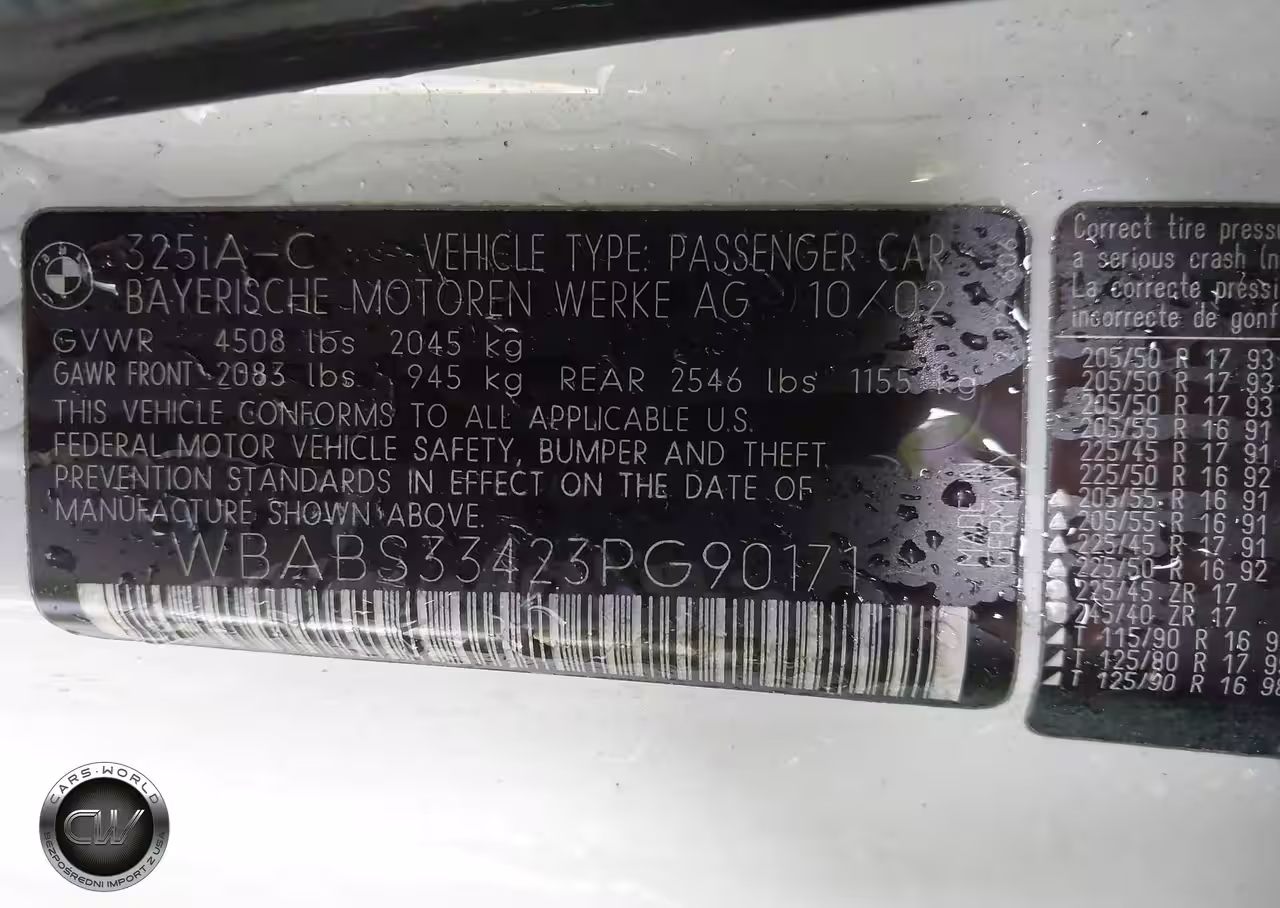 325iA-C VEHICLE TYPE: PASSENGER CAR
BAYERISCHE MOTOREN WERKE AG 10/02
GVWR 4508 lbs 2045 kg
GAWR FRONT 2083 lbs 945 kg REAR 2546 lbs 1155 kg
THIS VEHICLE CONFORMS TO ALL APPLICABLE U.S.
FEDERAL MOTOR VEHICLE SAFETY, BUMPER AND THEFT
PREVENTION STANDARDS IN EFFECT ON THE DATE OF
MANUFACTURE SHOWN ABOVE.
WBABS33423PG90171
MADE IN
GERMANY
Correct tire pressu
a serious crash (n
La correcte pressi
incorrecte de gonf
205/50 R 17 93
205/50 R 17 93
205/50 R 17 93
205/55 R 16 91
225/45 R 17 91
225/50 R 16 92
205/55 R 16 91
205/55 R 16 91
225/45 R 17 91
225/50 R 16 92
225/45 ZR 17
245/40 ZR 17
T 115/90 R 16 9
T 125/80 R 17 9
T 125/90 R 16 98
CARS-WORLD
CW
BEZPOŚREDNI IMPORT Z USA